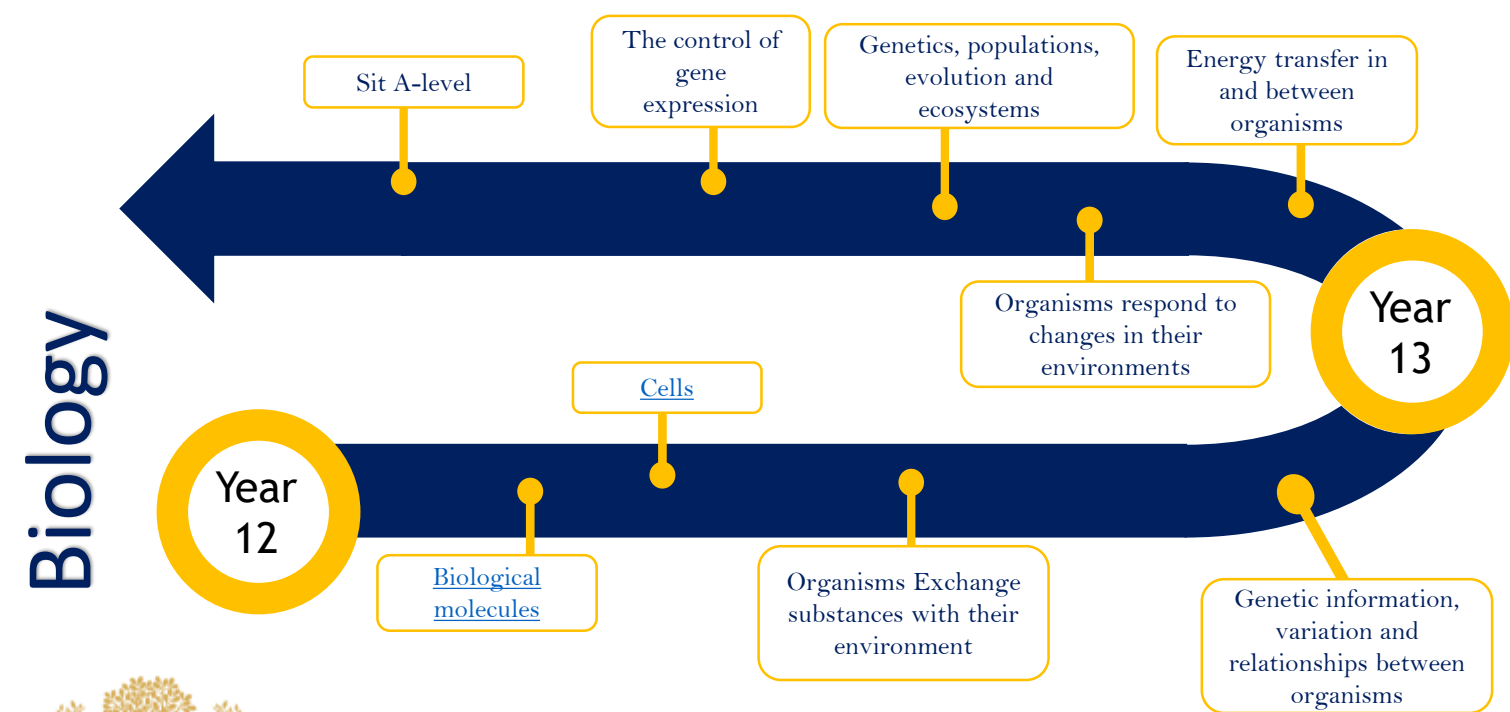 Sit A-level
The control of
gene
expression
Genetics, populations,
evolution and
ecosystems
Energy transfer in
and between
organisms
Organisms respond to
changes in their
environments
Year
13
Biology
Cells
Year
12
Biological
molecules
Organisms Exchange
substances with their
environment
Genetic information,
variation and
relationships between
organisms